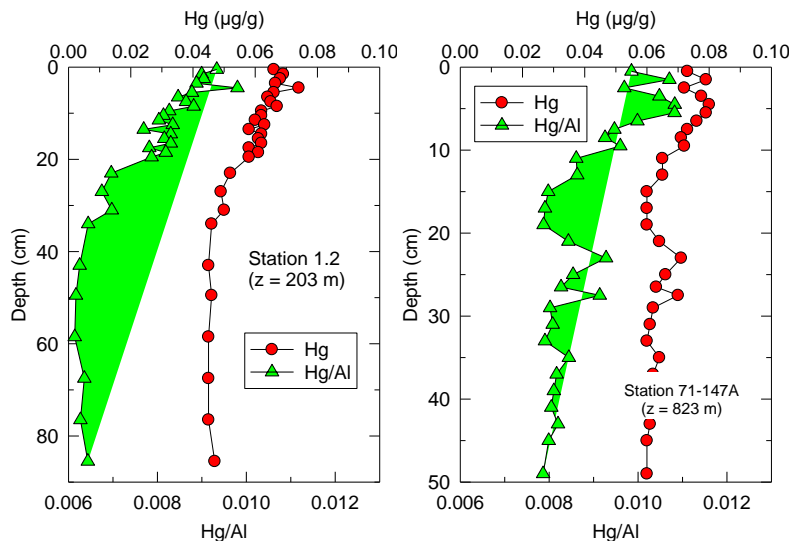 Hg (µg/g)
0.00 0.02 0.04 0.06 0.08 0.10
0
20
40
60
80
Depth (cm)
Station 1.2
(z = 203 m)
Hg
Hg/Al
0.006 0.008 0.010 0.012
Hg/Al
Hg (µg/g)
0.00 0.02 0.04 0.06 0.08 0.10
0
10
20
30
40
50
Depth (cm)
Hg
Hg/Al
Station 71-147A
(z = 823 m)
0.006 0.008 0.010 0.012
Hg/Al